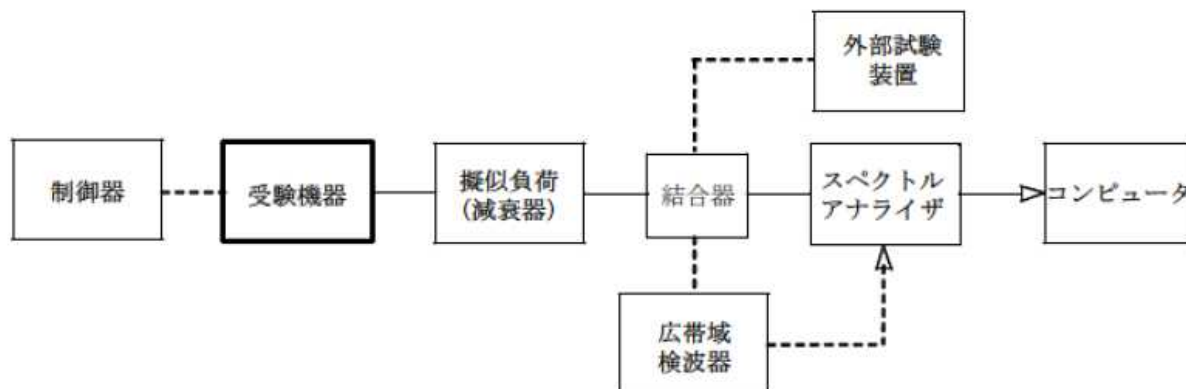 外部試験
装置
制御器
受験機器
擬似負荷
(減衰器)
結合器
スペクトル
アナライザ
コンピュータ
広帯域
検波器